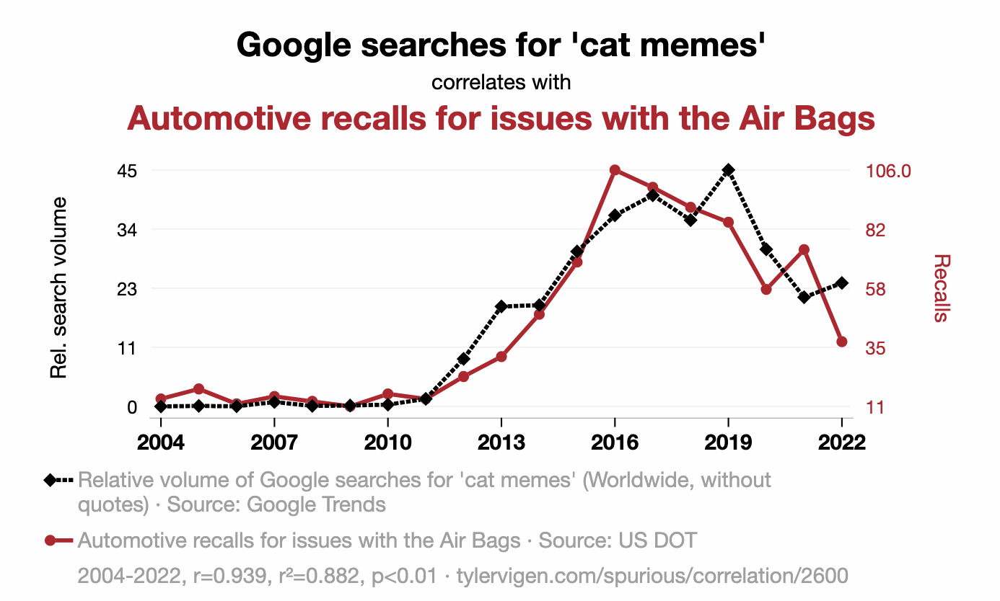 Google searches for 'cat memes'
correlates with
Automotive recalls for issues with the Air Bags
Rel. search volume
45
34
23
11
0
106.0
82
58
35
11
Recalls
2004
2007
2010
2013
2016
2019
2022
Relative volume of Google searches for 'cat memes' (Worldwide, without
quotes) · Source: Google Trends
Automotive recalls for issues with the Air Bags · Source: US DOT
2004-2022, r=0.939, r²=0.882, p<0.01 · tylervigen.com/spurious/correlation/2600